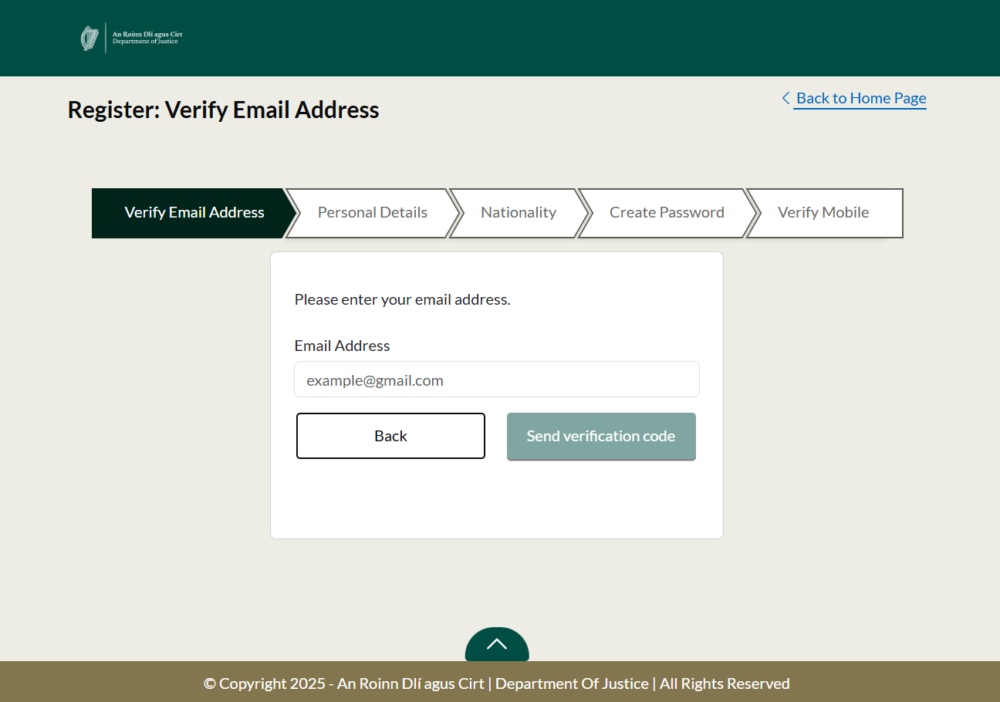 An Roinn Dlí agus Cirt
Department of Justice
Register: Verify Email Address
Back to Home Page
Verify Email Address
Personal Details
Nationality
Create Password
Verify Mobile
Please enter your email address.
Email Address
example@gmail.com
Back
Send verification code
© Copyright 2025 - An Roinn Dlí agus Cirt | Department Of Justice | All Rights Reserved